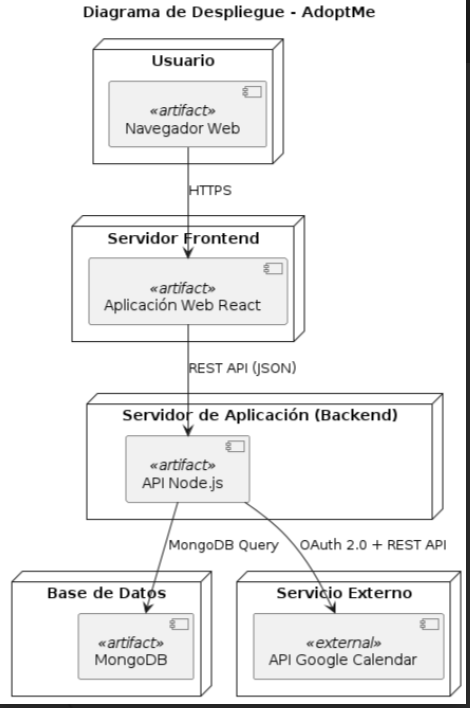 Diagrama de Despliegue - AdoptMe
Usuario
«artifact»
Navegador Web
HTTPS
Servidor Frontend
«artifact»
Aplicación Web React
REST API (JSON)
Servidor de Aplicación (Backend)
«artifact»
API Node.js
MongoDB Query
OAuth 2.0 + REST API
Base de Datos
«artifact»
MongoDB
Servicio Externo
«external»
API Google Calendar